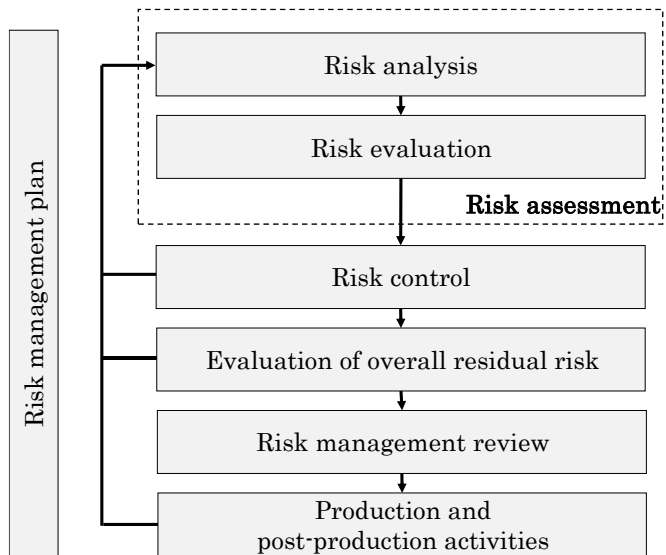 Risk management plan
Risk analysis
Risk evaluation
Risk assessment
Risk control
Evaluation of overall residual risk
Risk management review
Production and
post-production activities